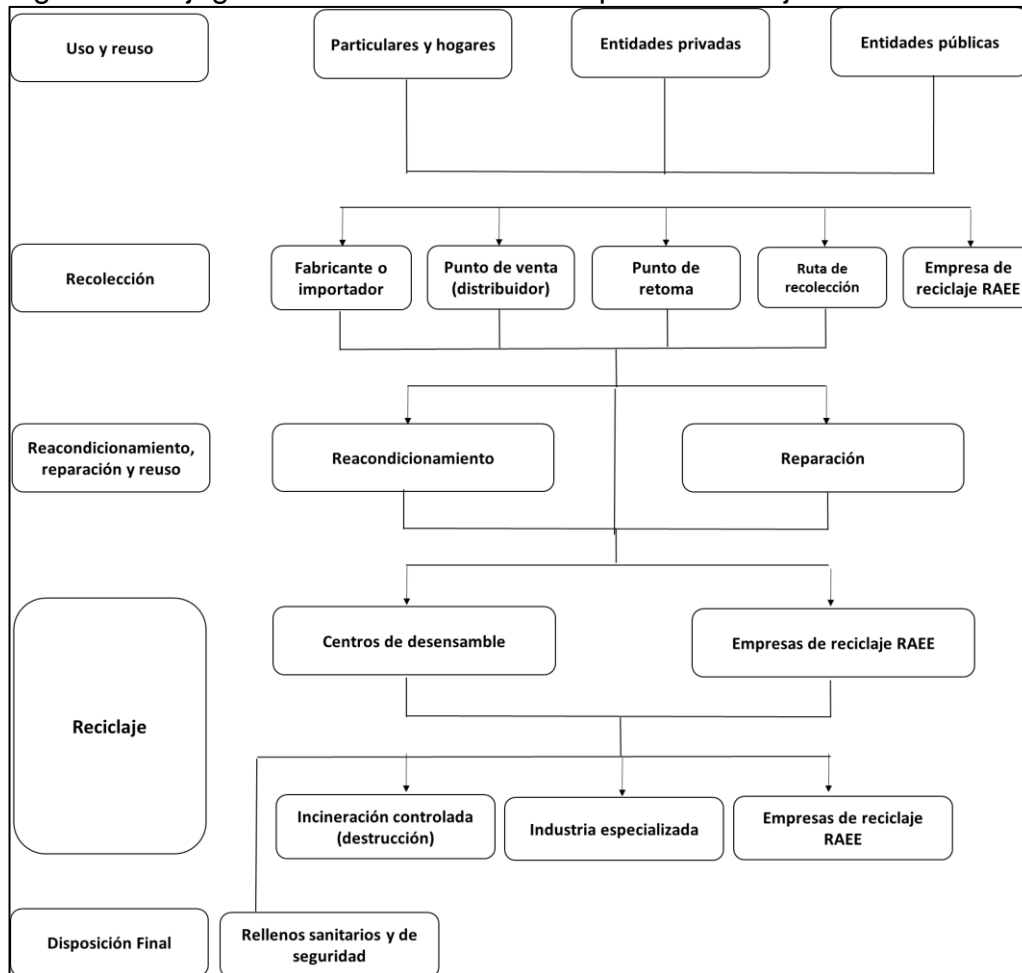 Uso y reuso
Particulares y hogares
Entidades privadas
Entidades públicas
Recolección
Fabricante o
importador
Punto de venta
(distribuidor)
Punto de
retoma
Ruta de
recolección
Empresa de
reciclaje RAEE
Reacondicionamiento,
reparación y reuso
Reacondicionamiento
Reparación
Reciclaje
Centros de desensamble
Empresas de reciclaje RAEE
Incineración controlada
(destrucción)
Industria especializada
Empresas de reciclaje
RAEE
Disposición Final
Rellenos sanitarios y de
seguridad